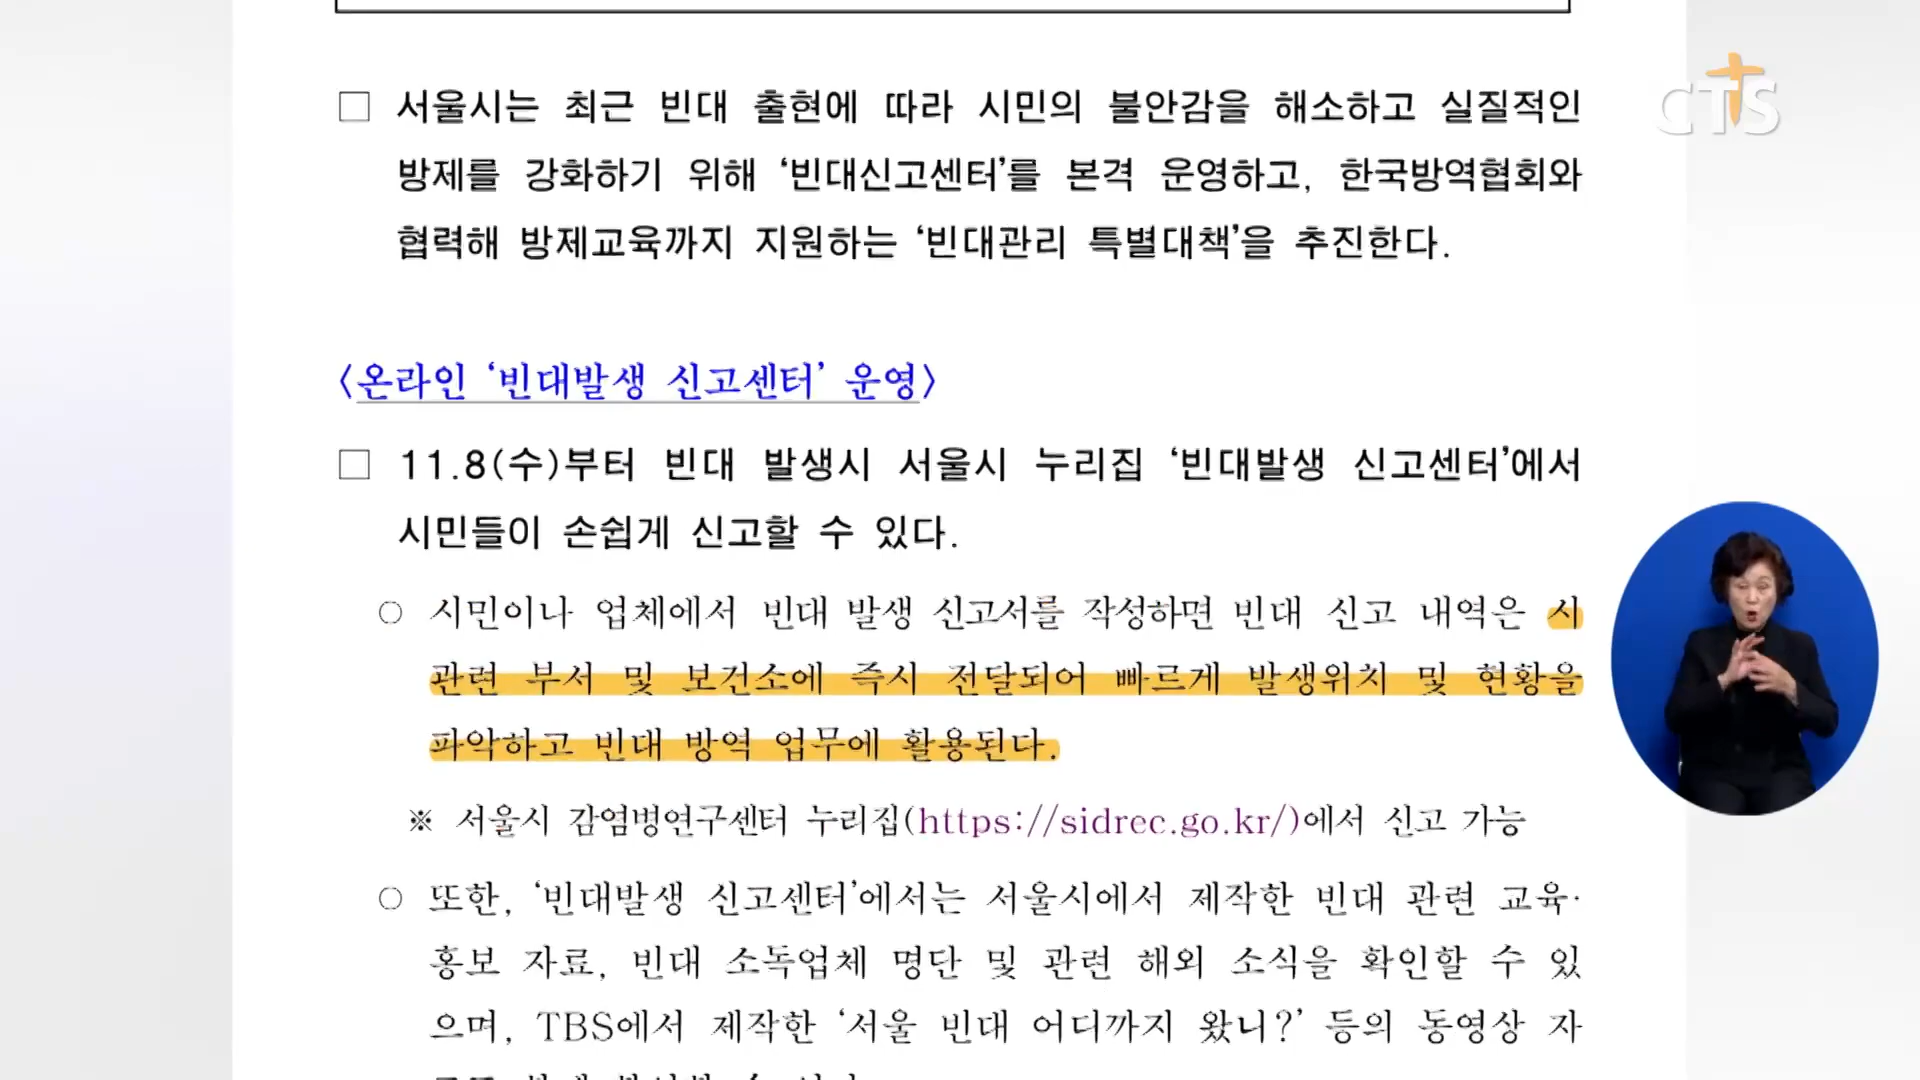 CTS
□ 서울시는 최근 빈대 출현에 따라 시민의 불안감을 해소하고 실질적인
방제를 강화하기 위해 ‘빈대신고센터’를 본격 운영하고, 한국방역협회와
협력해 방제교육까지 지원하는 ‘빈대관리 특별대책’을 추진한다.
<온라인 ‘빈대발생 신고센터’ 운영>
□ 11.8(수)부터 빈대 발생시 서울시 누리집 ‘빈대발생 신고센터’에서
시민들이 손쉽게 신고할 수 있다.
○ 시민이나 업체에서 빈대 발생 신고서를 작성하면 빈대 신고 내역은 시
관련 부서 및 보건소에 즉시 전달되어 빠르게 발생위치 및 현황을
파악하고 빈대 방역 업무에 활용된다.
※ 서울시 감염병연구센터 누리집(https://sidrec.go.kr/)에서 신고 가능
○ 또한, ‘빈대발생 신고센터’에서는 서울시에서 제작한 빈대 관련 교육·
홍보 자료, 빈대 소독업체 명단 및 관련 해외 소식을 확인할 수 있
으며, TBS에서 제작한 ‘서울 빈대 어디까지 왔니?’ 등의 동영상 자